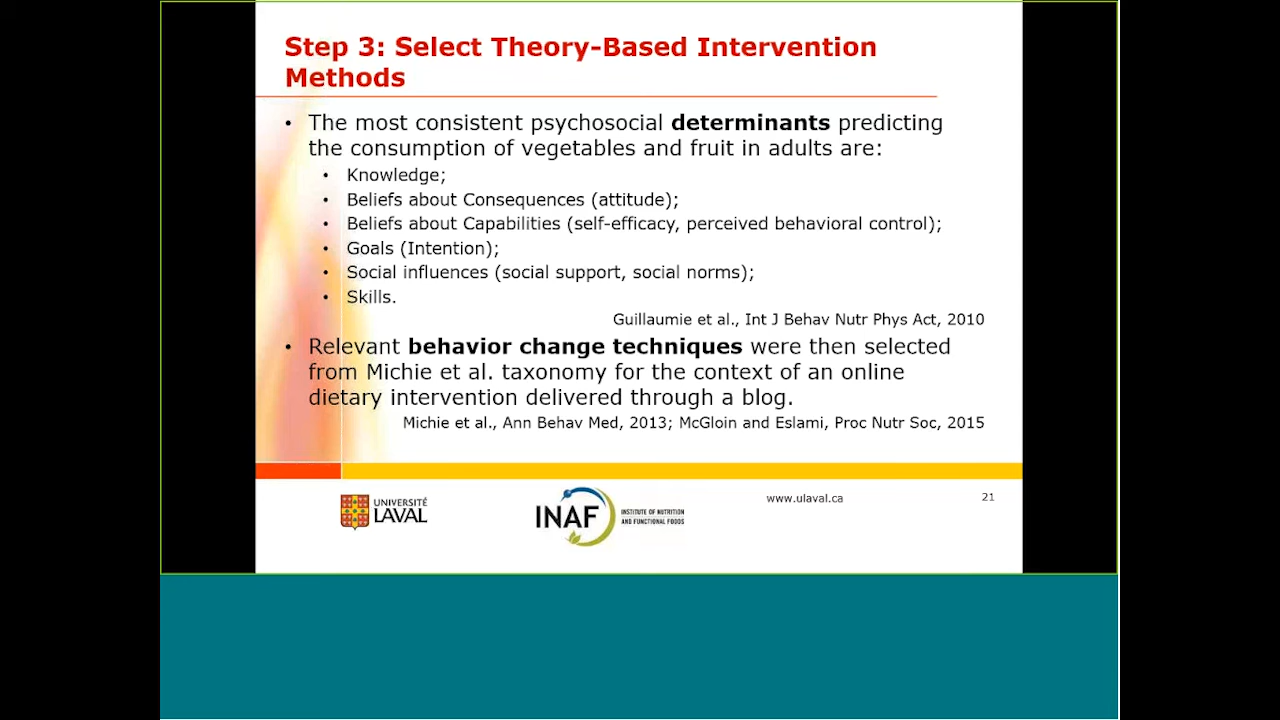 Step 3: Select Theory-Based Intervention
Methods
• The most consistent psychosocial determinants predicting
the consumption of vegetables and fruit in adults are:
• Knowledge;
• Beliefs about Consequences (attitude);
• Beliefs about Capabilities (self-efficacy, perceived behavioral control);
• Goals (Intention);
• Social influences (social support, social norms);
• Skills.
Guillaumie et al., Int J Behav Nutr Phys Act, 2010
• Relevant behavior change techniques were then selected
from Michie et al. taxonomy for the context of an online
dietary intervention delivered through a blog.
Michie et al., Ann Behav Med, 2013; McGloin and Eslami, Proc Nutr Soc, 2015
UNIVERSITÉ
LAVAL
INAF
INSTITUTE OF NUTRITION
AND FUNCTIONAL FOODS
www.ulaval.ca
21